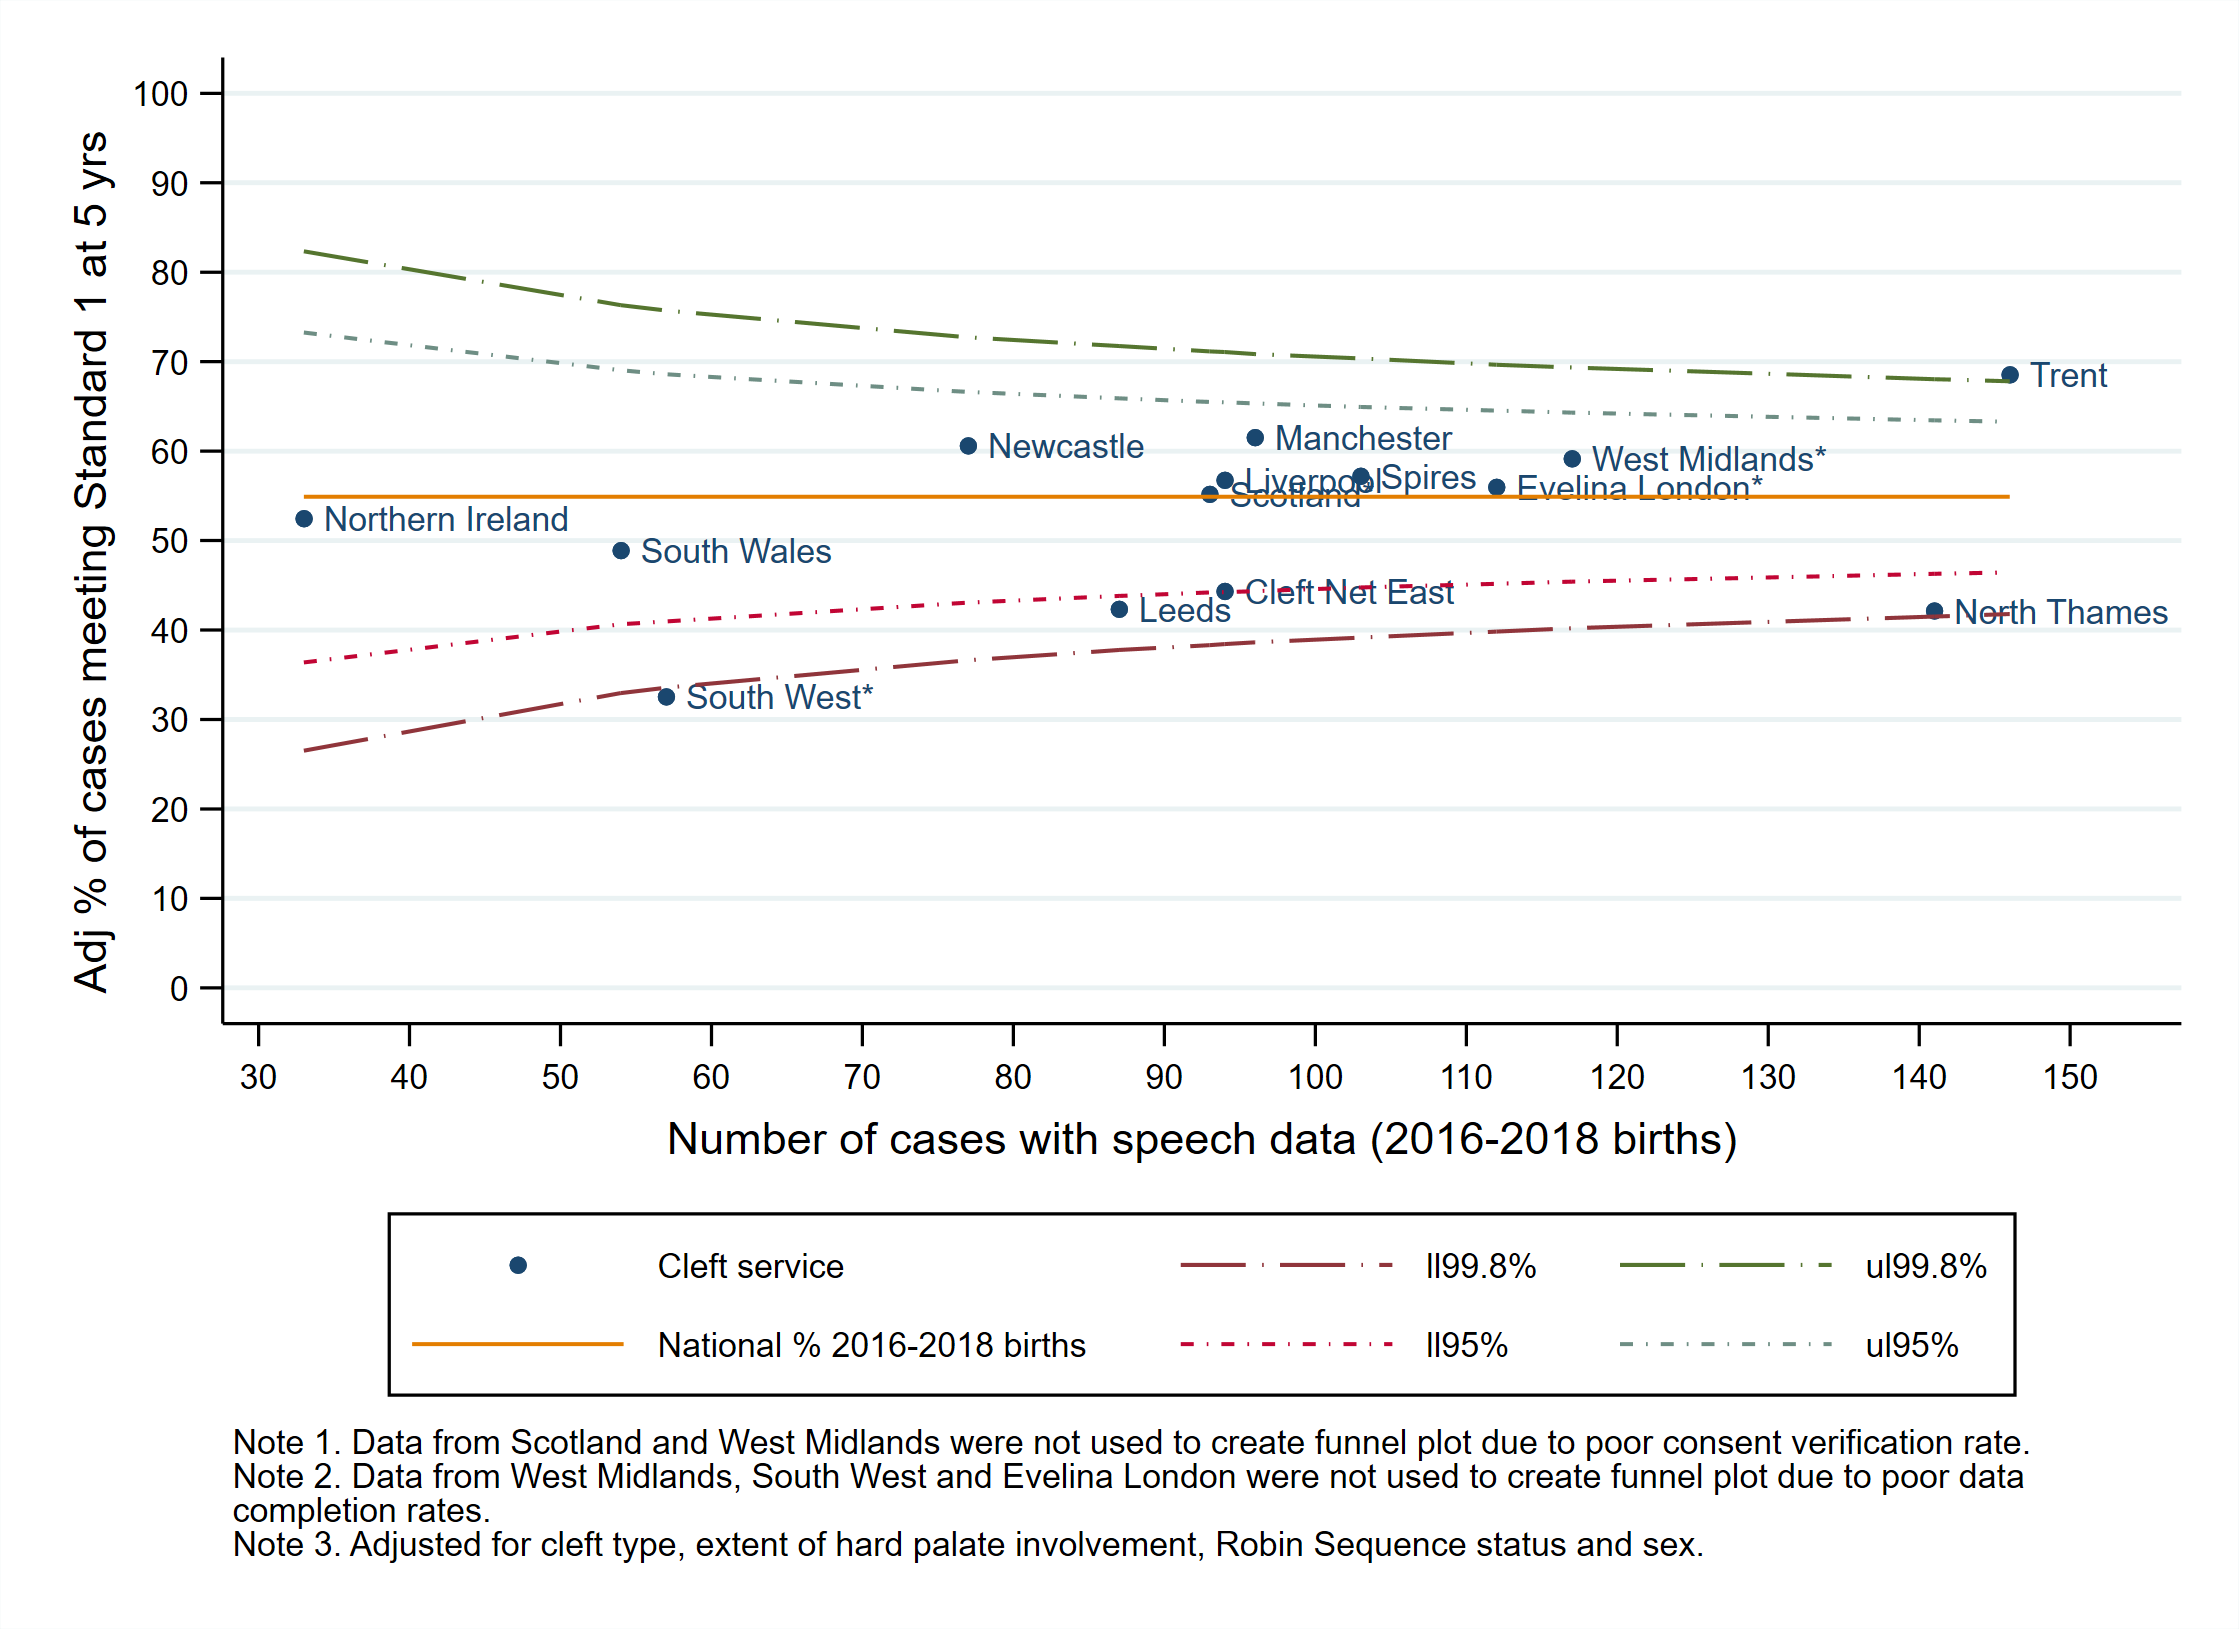 Adj % of cases meeting Standard 1 at 5 yrs
100
90
80
70
60
50
40
30
20
10
0
Trent
Manchester
Newcastle
West Midlands*
Liverpool
Spires
Evelina London*
Scotland*
Northern Ireland
South Wales
Cleft Net East
Leeds
North Thames
South West*
30 40 50 60 70 80 90 100 110 120 130 140 150
Number of cases with speech data (2016-2018 births)
Cleft service ll99.8% ul99.8%
National % 2016-2018 births ll95% ul95%
Note 1. Data from Scotland and West Midlands were not used to create funnel plot due to poor consent verification rate.
Note 2. Data from West Midlands, South West and Evelina London were not used to create funnel plot due to poor data
completion rates.
Note 3. Adjusted for cleft type, extent of hard palate involvement, Robin Sequence status and sex.